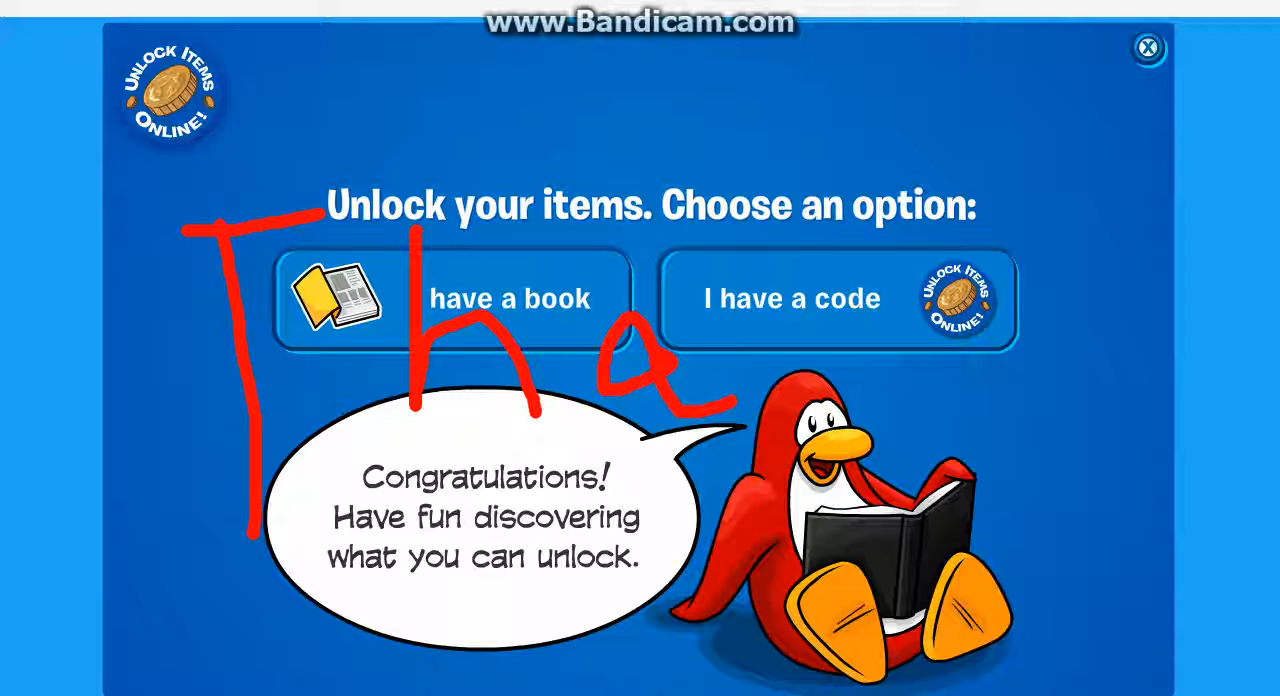 www.Bandicam.com
UNLOCK ITEMS
ONLINE!
X
Unlock your items. Choose an option:
have a book
I have a code
UNLOCK ITEMS
ONLINE!
Tha
Congratulations!
Have fun discovering
what you can unlock.